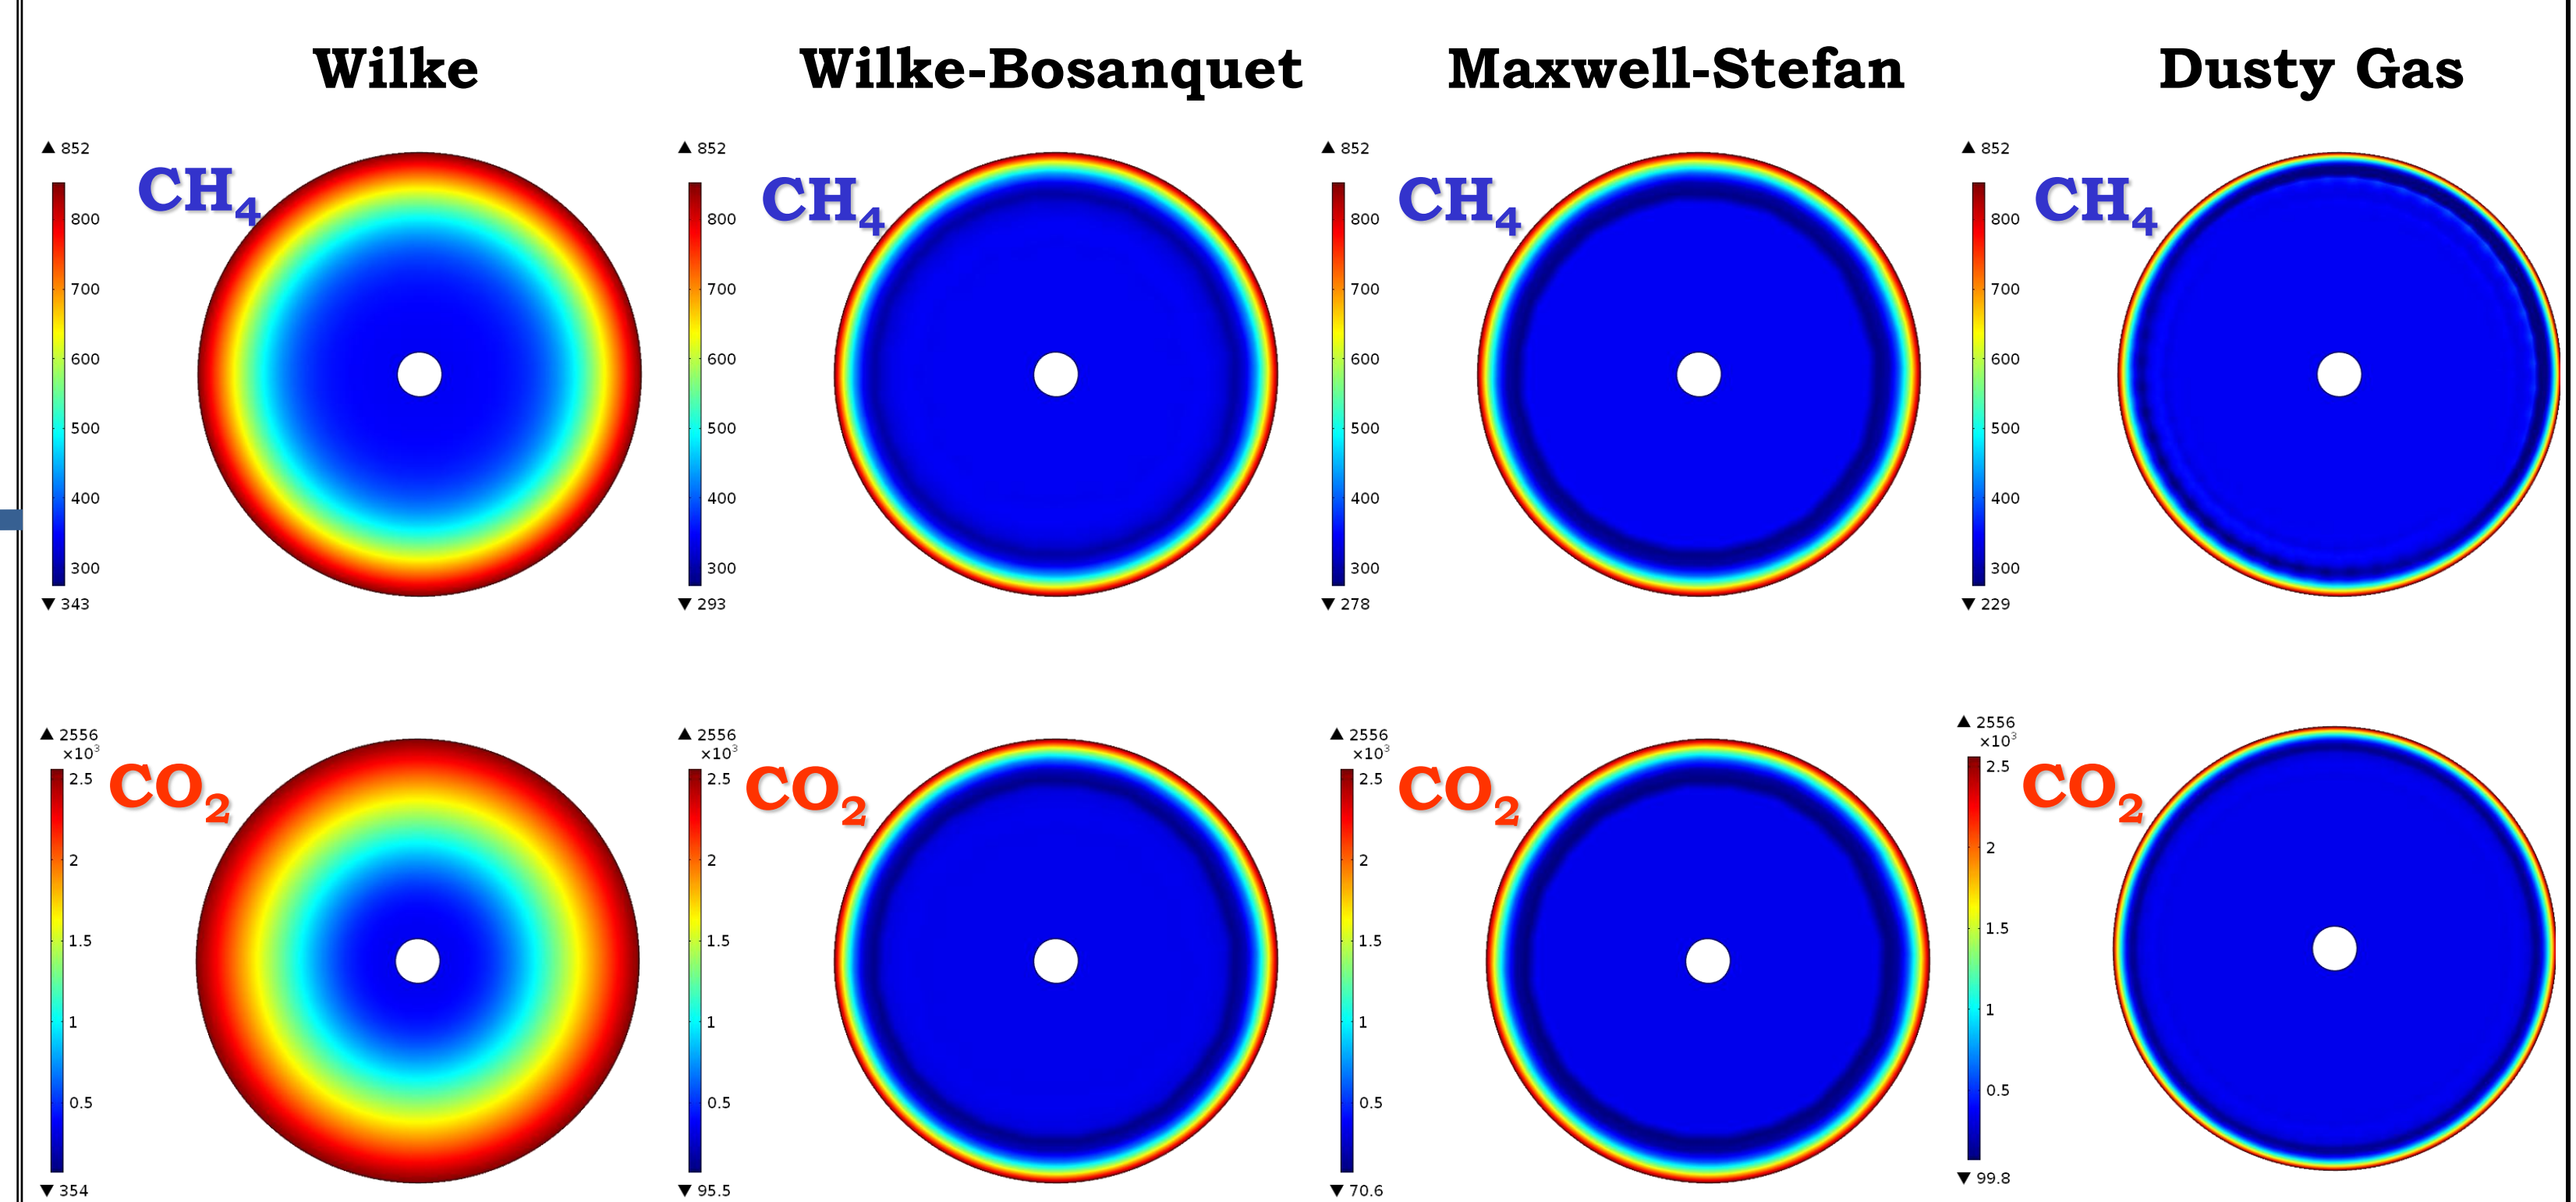 Wilke Wilke-Bosanquet Maxwell-Stefan Dusty Gas
▲ 852 ▲ 852 ▲ 852 ▲ 852
CH4 CH4 CH4 CH4
800 800 800 800
700 700 700 700
600 600 600 600
500 500 500 500
400 400 400 400
300 300 300 300
▼ 343 ▼ 293 ▼ 278 ▼ 229
▲ 2556 ▲ 2556 ▲ 2556 ▲ 2556
×10³ ×10³ ×10³ ×10³
CO2 CO2 CO2 CO2
2.5 2.5 2.5 2.5
2 2 2 2
1.5 1.5 1.5 1.5
1 1 1 1
0.5 0.5 0.5 0.5
▼ 354 ▼ 95.5 ▼ 70.6 ▼ 99.8